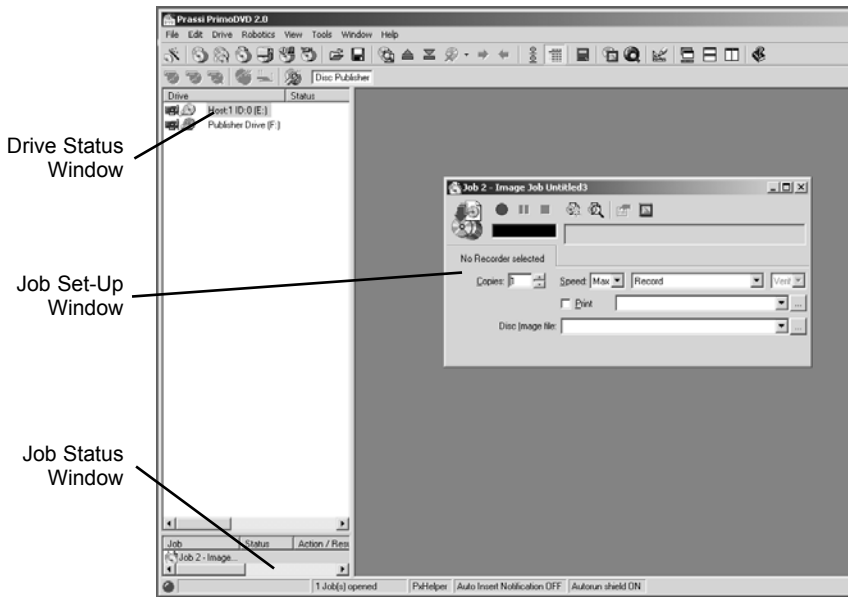 Prassi PrimoDVD 2.0
File Edit Drive Robotics View Tools Window Help
Disc Publisher
Drive Status
Host:1 ID:0 (E:)
Publisher Drive (F:)
Drive Status
Window
Job 2 - Image Job Untitled3
No Recorder selected
Copies: Speed: Max Record
Print ...
Disc Image file: ...
Job Set-Up
Window
Job Status
Window
Job Status Action / Resu
Job 2 - Image...
1 Job(s) opened PxHelper Auto Insert Notification OFF Autorun shield ON